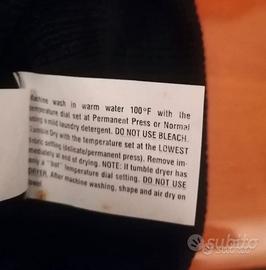 Machine wash in warm water 100°F with the
temperature dial set at Permanent Press or Normal
using a mild laundry detergent. DO NOT USE BLEACH.
Tumble Dry with the temperature set at the LOWEST
fabric setting (delicate/permanent press). Remove im-
mediately at end of drying. NOTE: If tumble dryer has
only a "hot" temperature dial setting. DO NOT USE
DRYER. After machine washing, shape and air dry on
towel
subito